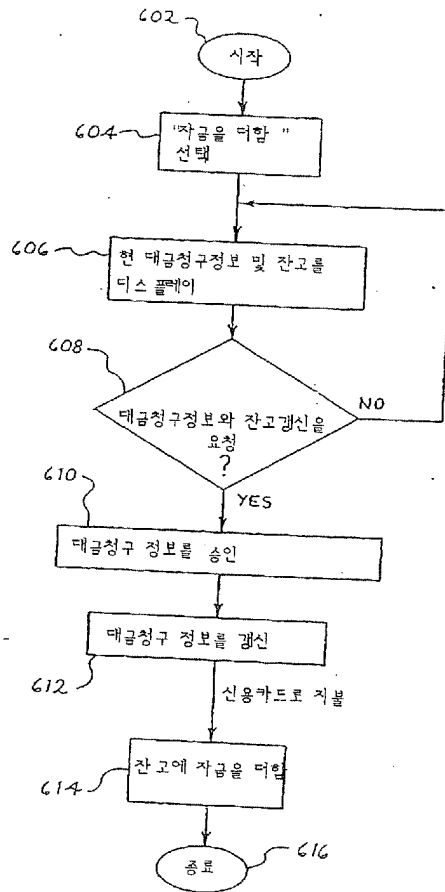 602
시작
604
"자금을 더함"
선택
606
현 대금청구정보 및 잔고를
디스플레이
608
대금청구정보와 잔고갱신을
요청
?
NO
YES
610
대금청구 정보를 승인
대금청구 정보를 갱신
612
신용카드로 지불
잔고에 자금을 더함
614
종료
616